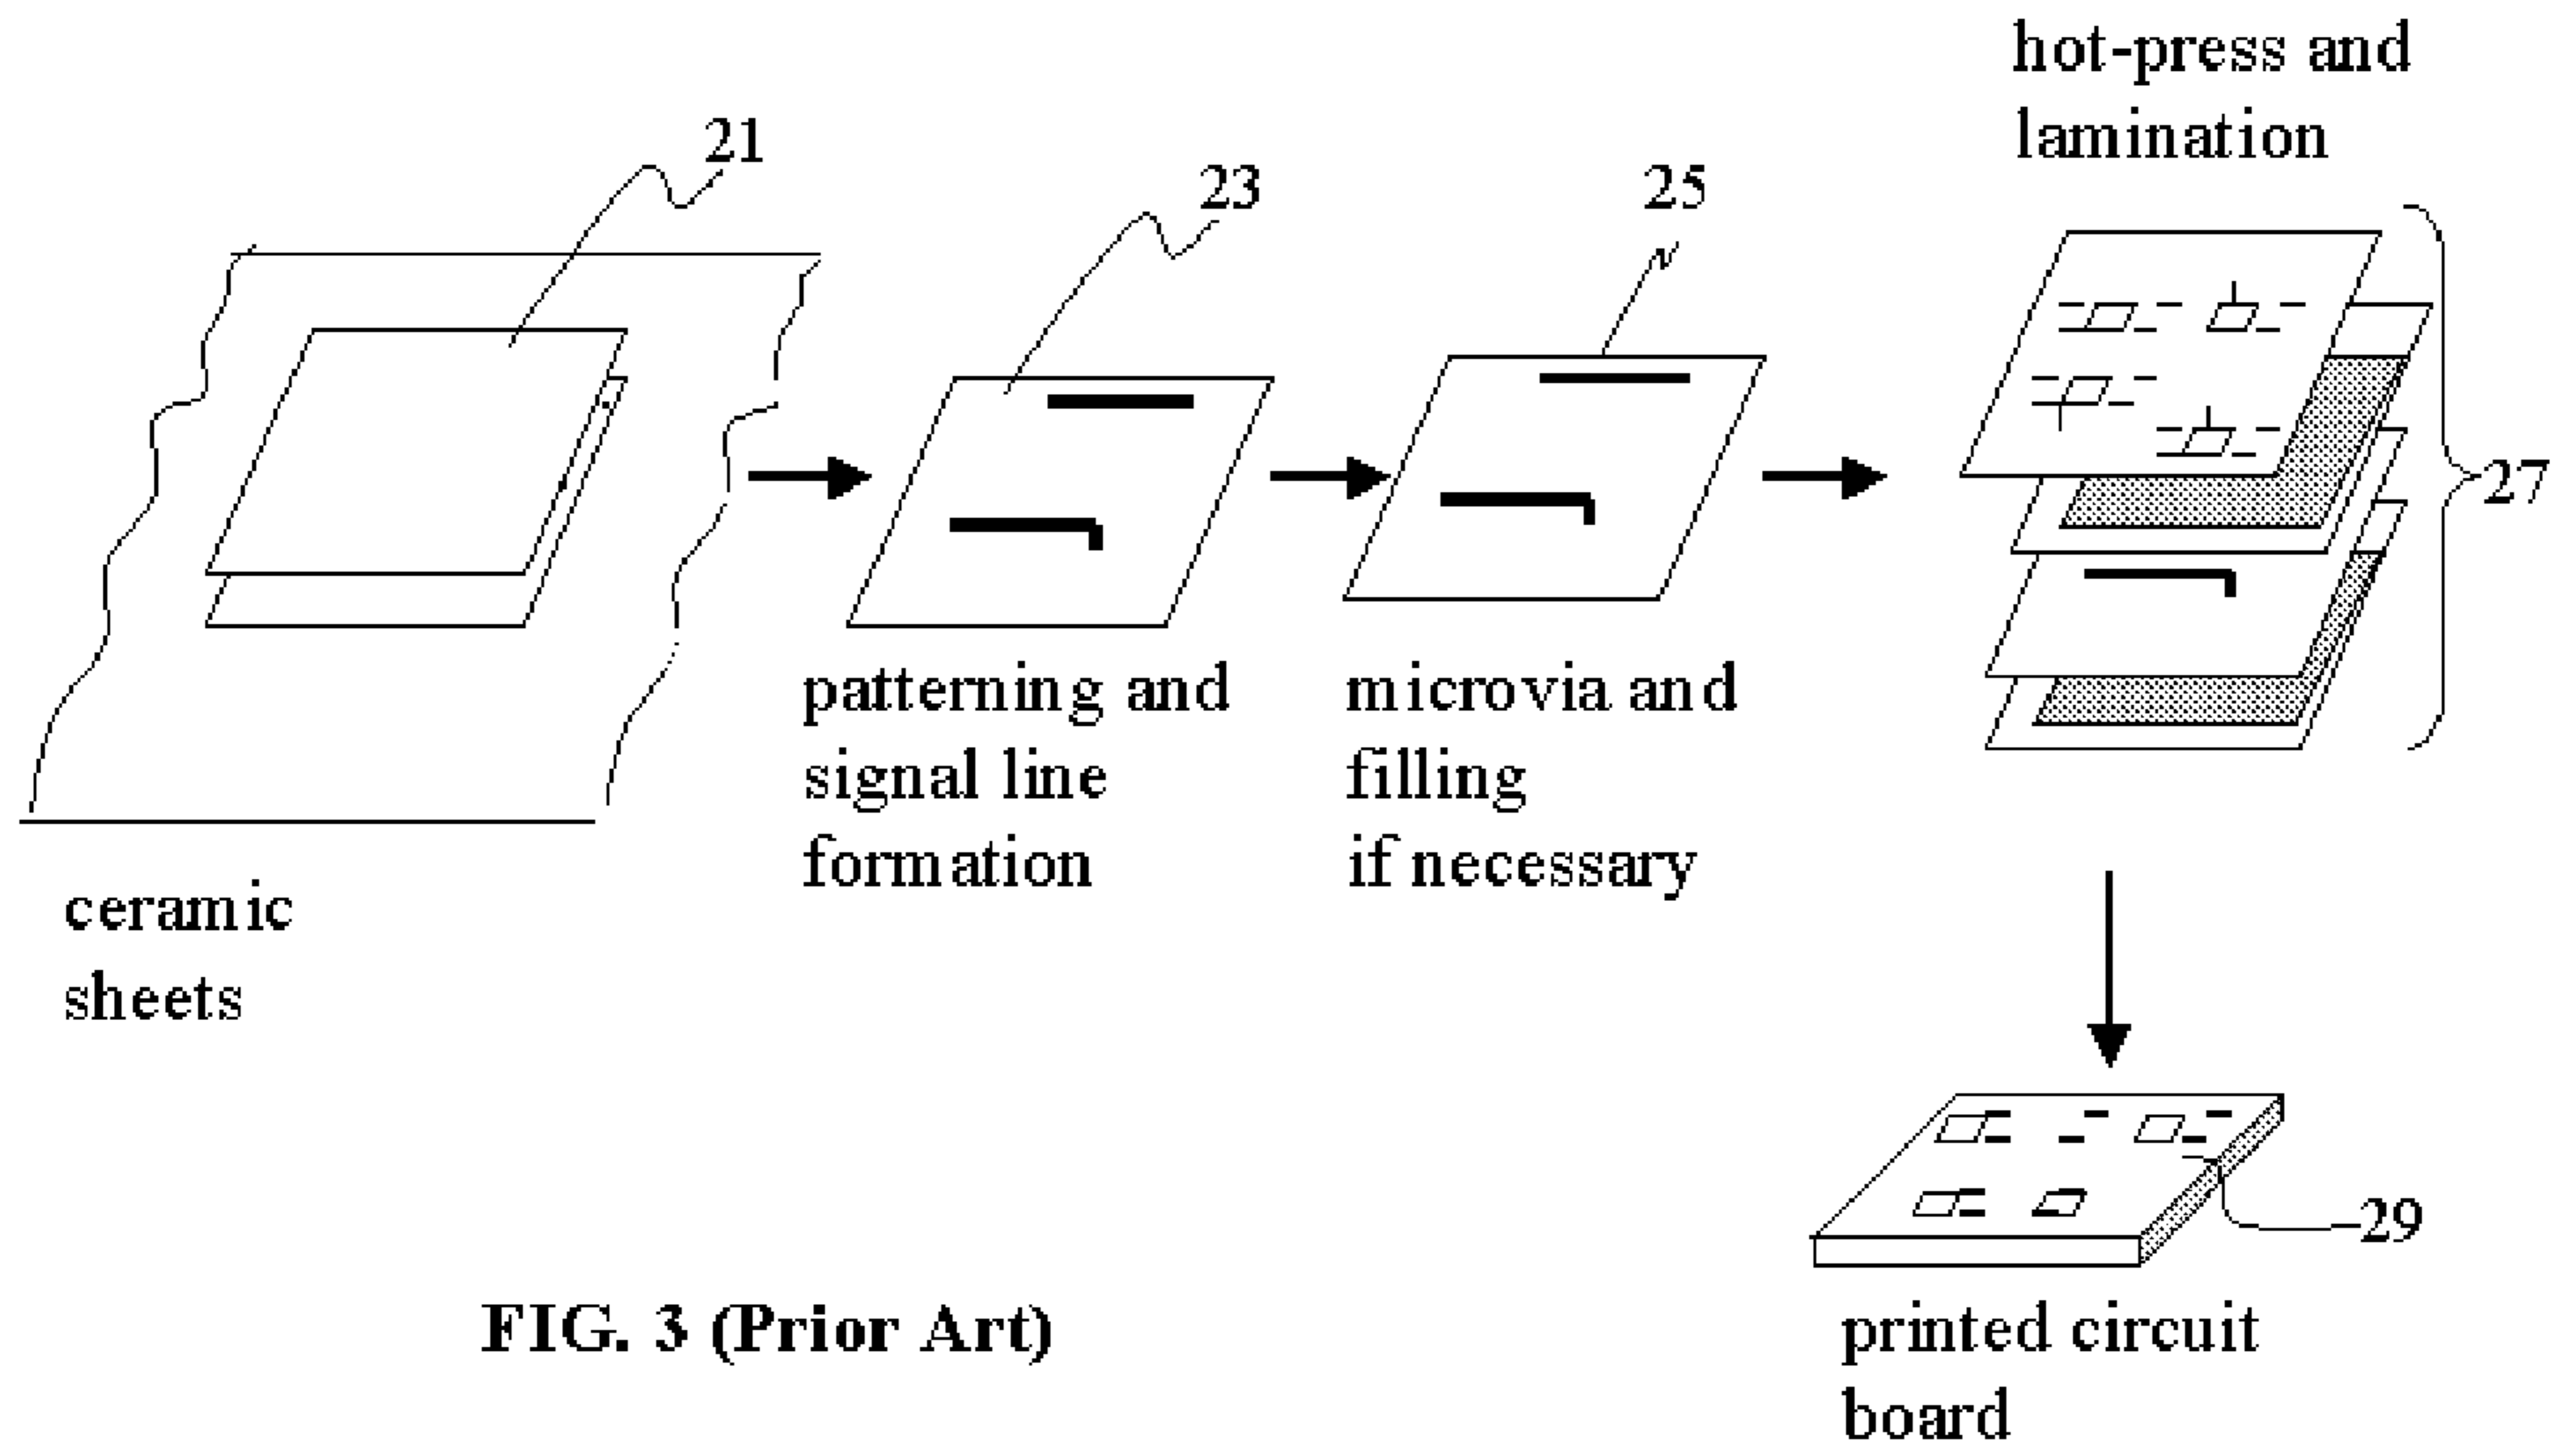 hot-press and
lamination
21
23
25
27
patterning and
signal line
formation
microvia and
filling
if necessary
ceramic
sheets
29
FIG. 3 (Prior Art)
printed circuit
board